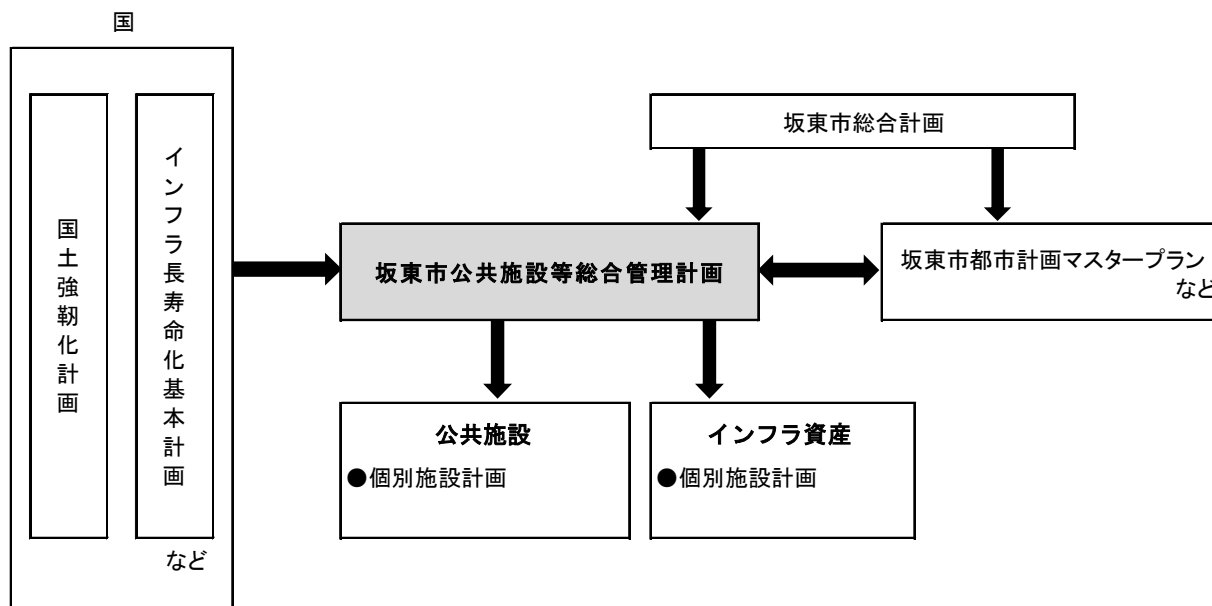 国
国土強靭化計画
インフラ長寿命化基本計画
など
坂東市総合計画
坂東市公共施設等総合管理計画
坂東市都市計画マスタープラン
など
公共施設
●個別施設計画
インフラ資産
●個別施設計画